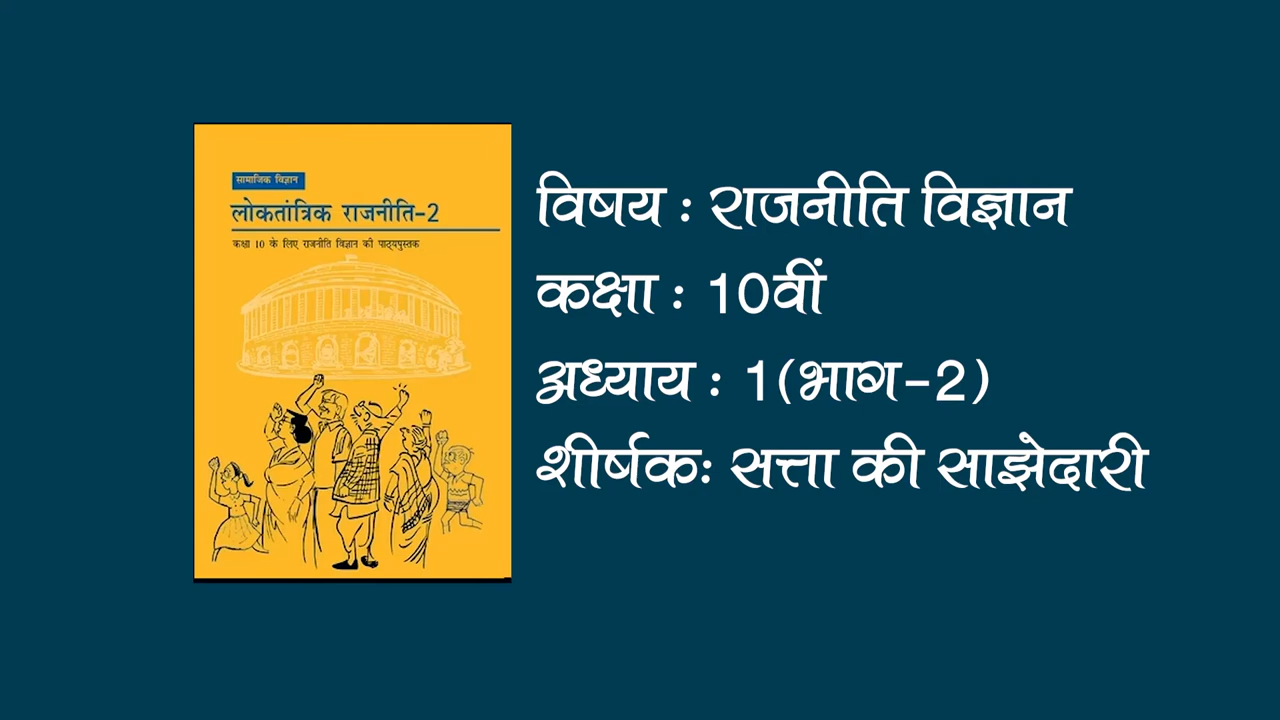 सामाजिक विज्ञान
लोकतांत्रिक राजनीति-2
कक्षा 10 के लिए राजनीति विज्ञान की पाठ्यपुस्तक
विषय : राजनीति विज्ञान
कक्षा : 10वीं
अध्याय : 1(भाग-2)
शीर्षकः सत्ता की साझेदारी